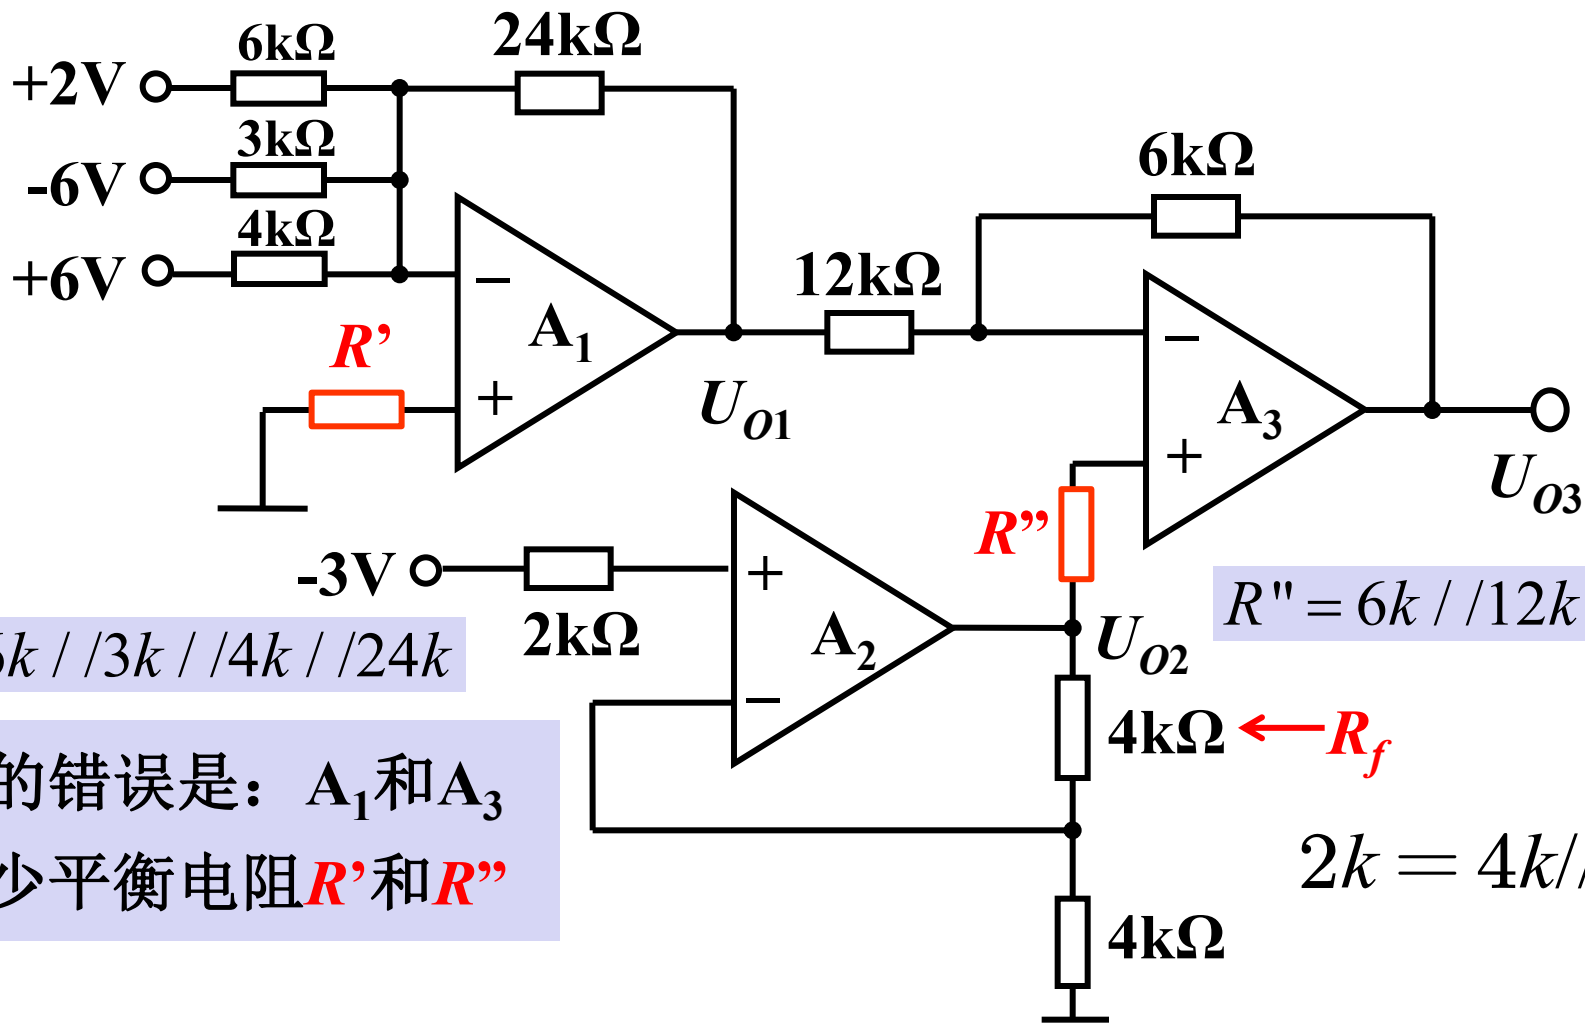 6kΩ
24kΩ
+2V
3kΩ
-6V
4kΩ
+6V
6kΩ
12kΩ
R’
−
A1
+
UO1
−
A3
+
UO3
R”
-3V
2kΩ
+
A2
−
UO2
R" = 6k//12k
k//3k//4k//24k
4kΩ
Rf
的错误是：A1和A3
少平衡电阻R’和R”
2k = 4k//
4kΩ